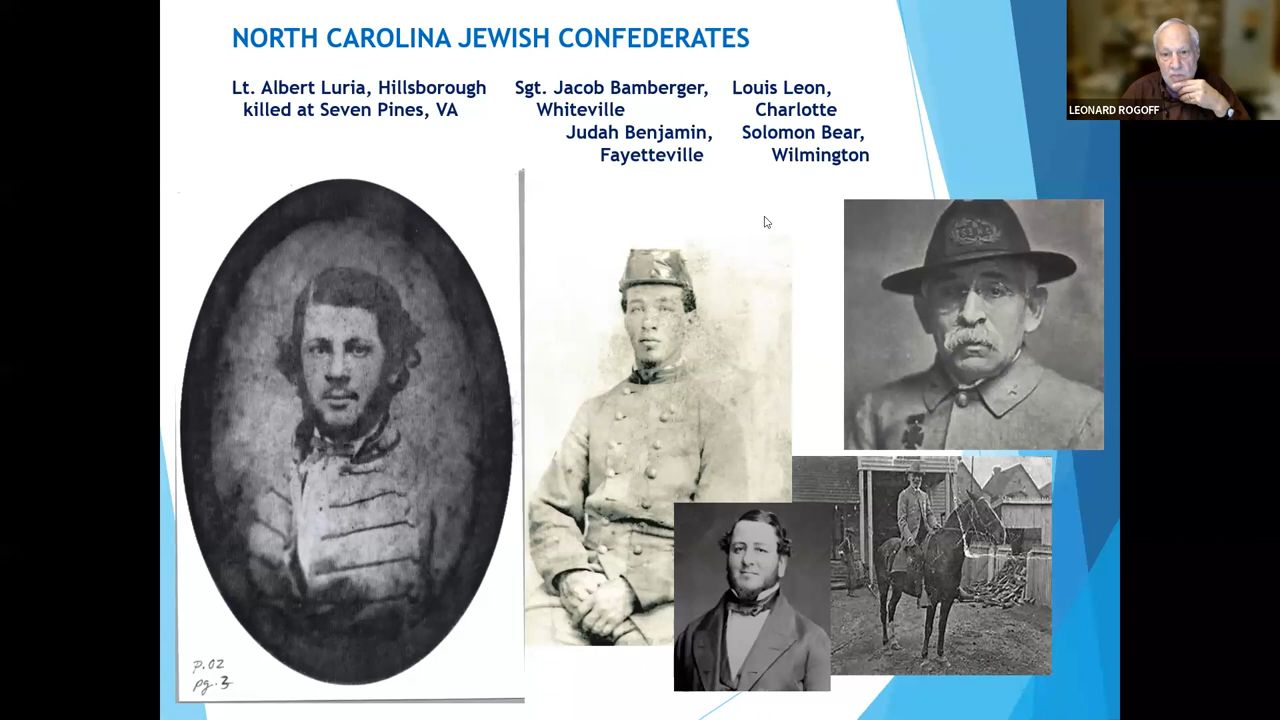 NORTH CAROLINA JEWISH CONFEDERATES
Lt. Albert Luria, Hillsborough
killed at Seven Pines, VA
Sgt. Jacob Bamberger,
Whiteville
Judah Benjamin,
Fayetteville
Louis Leon,
Charlotte
Solomon Bear,
Wilmington
LEONARD ROGOFF
p.02
pg.3